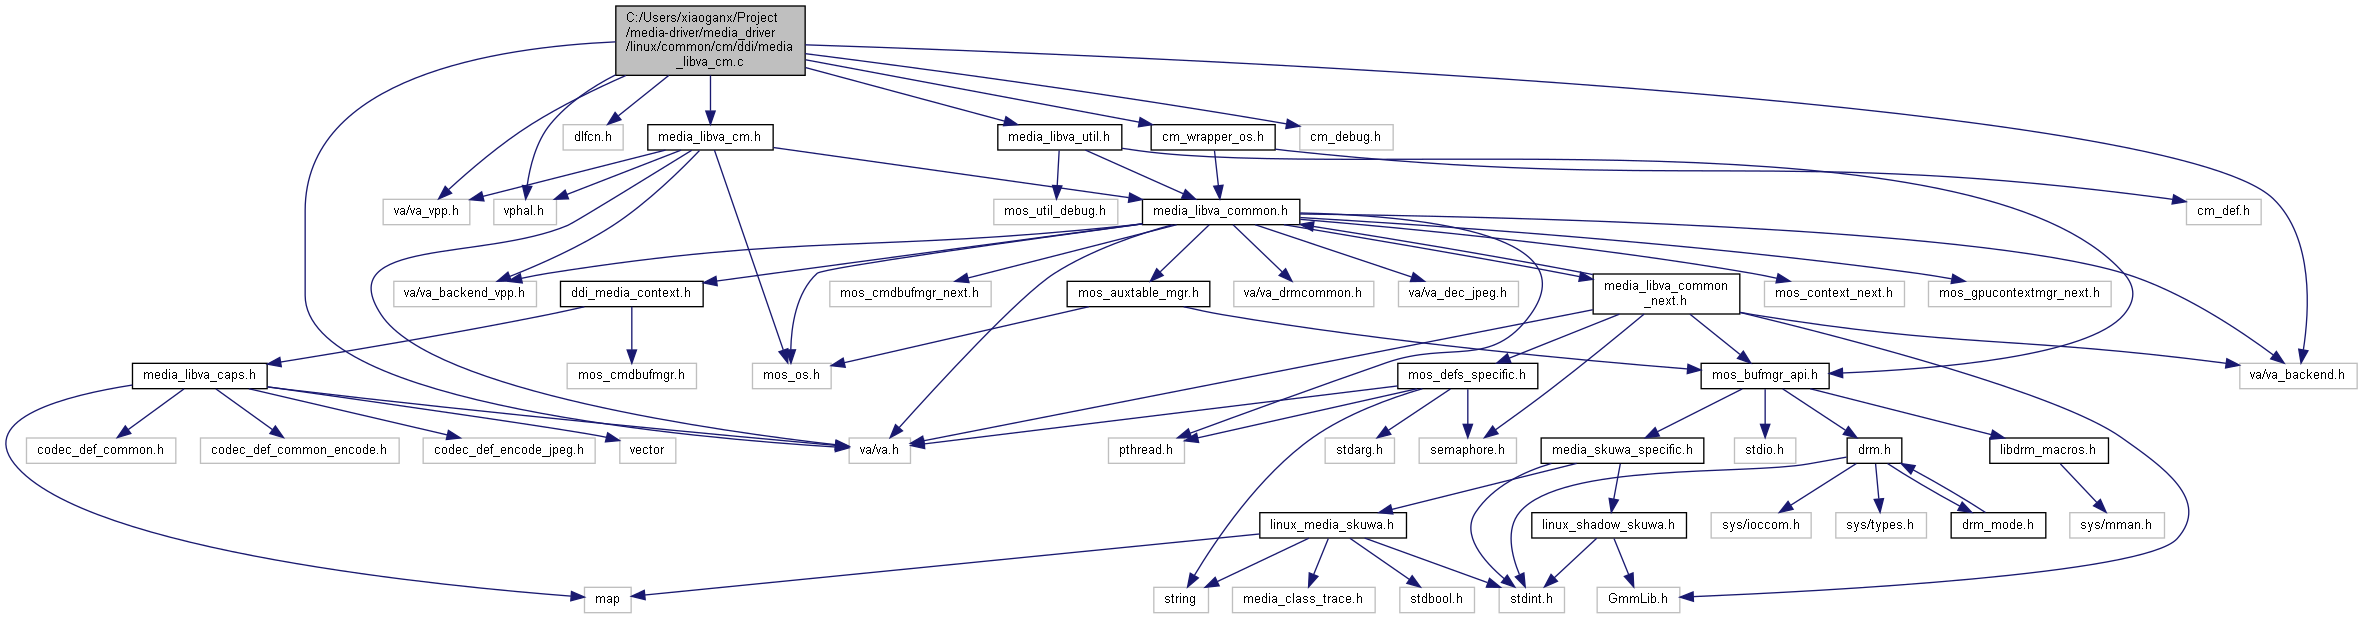 C:/Users/xiaoganx/Project
/media-driver/media_driver
/linux/common/cm/ddi/media
_libva_cm.c
dlfcn.h
media_libva_cm.h
media_libva_util.h
cm_wrapper_os.h
cm_debug.h
va/va_vpp.h
vphal.h
mos_util_debug.h
media_libva_common.h
cm_def.h
va/va_backend_vpp.h
ddi_media_context.h
mos_cmdbufmgr_next.h
mos_auxtable_mgr.h
va/va_drmcommon.h
va/va_dec_jpeg.h
media_libva_common
_next.h
mos_context_next.h
mos_gpucontextmgr_next.h
media_libva_caps.h
mos_cmdbufmgr.h
mos_os.h
mos_defs_specific.h
mos_bufmgr_api.h
va/va_backend.h
codec_def_common.h
codec_def_common_encode.h
codec_def_encode_jpeg.h
vector
va/va.h
pthread.h
stdarg.h
semaphore.h
media_skuwa_specific.h
stdio.h
drm.h
libdrm_macros.h
linux_media_skuwa.h
linux_shadow_skuwa.h
sys/ioccom.h
sys/types.h
drm_mode.h
sys/mman.h
map
string
media_class_trace.h
stdbool.h
stdint.h
GmmLib.h